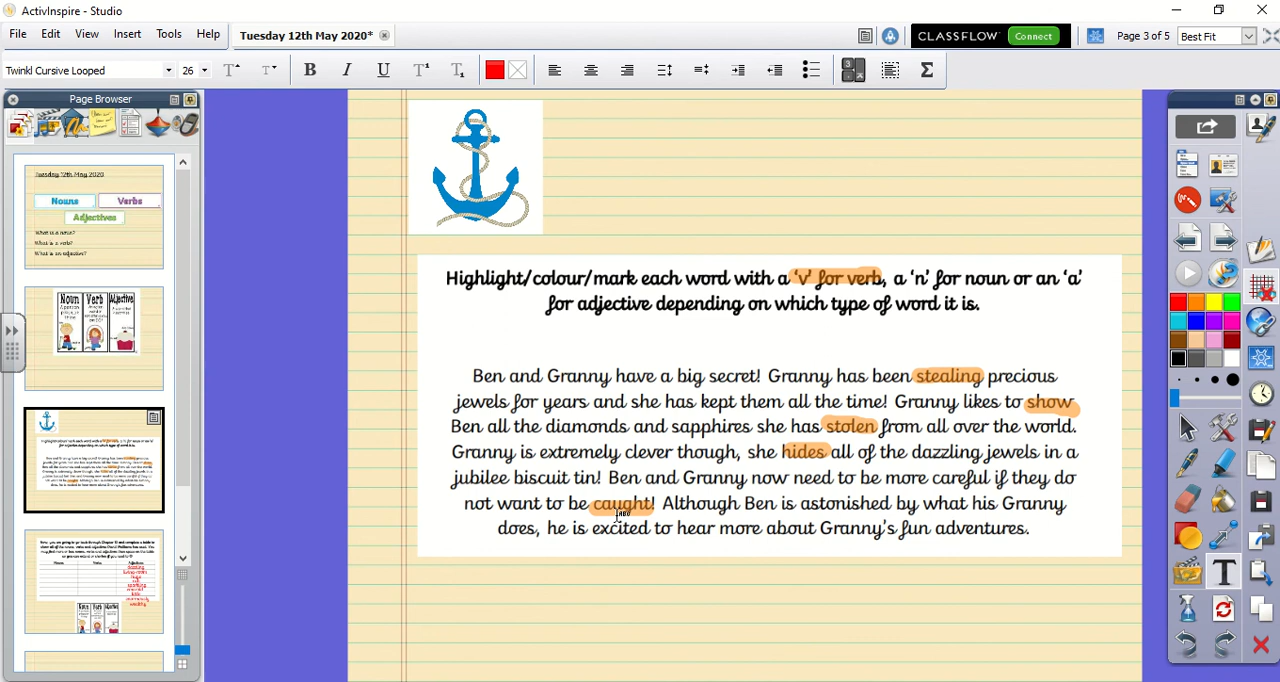 ActivInspire - Studio
File Edit View Insert Tools Help Tuesday 12th May 2020* CLASSFLOW Connect Page 3 of 5 Best Fit
Twinkl Cursive Looped 26 B I U
Page Browser
Tuesday 12th May 2020
Nouns Verbs
Adjectives
What is a noun?
What is a verb?
What is an adjective?
Noun Verb Adjective
Highlight/colour/mark each word with a 'v' for verb, a 'n' for noun or an 'a'
for adjective depending on which type of word it is.
Ben and Granny have a big secret! Granny has been stealing precious
jewels for years and she has kept them all the time! Granny likes to show
Ben all the diamonds and sapphires she has stolen from all over the world.
Granny is extremely clever though, she hides all of the dazzling jewels in a
jubilee biscuit tin! Ben and Granny now need to be more careful if they do
not want to be caught! Although Ben is astonished by what his Granny
does, he is excited to hear more about Granny's fun adventures.